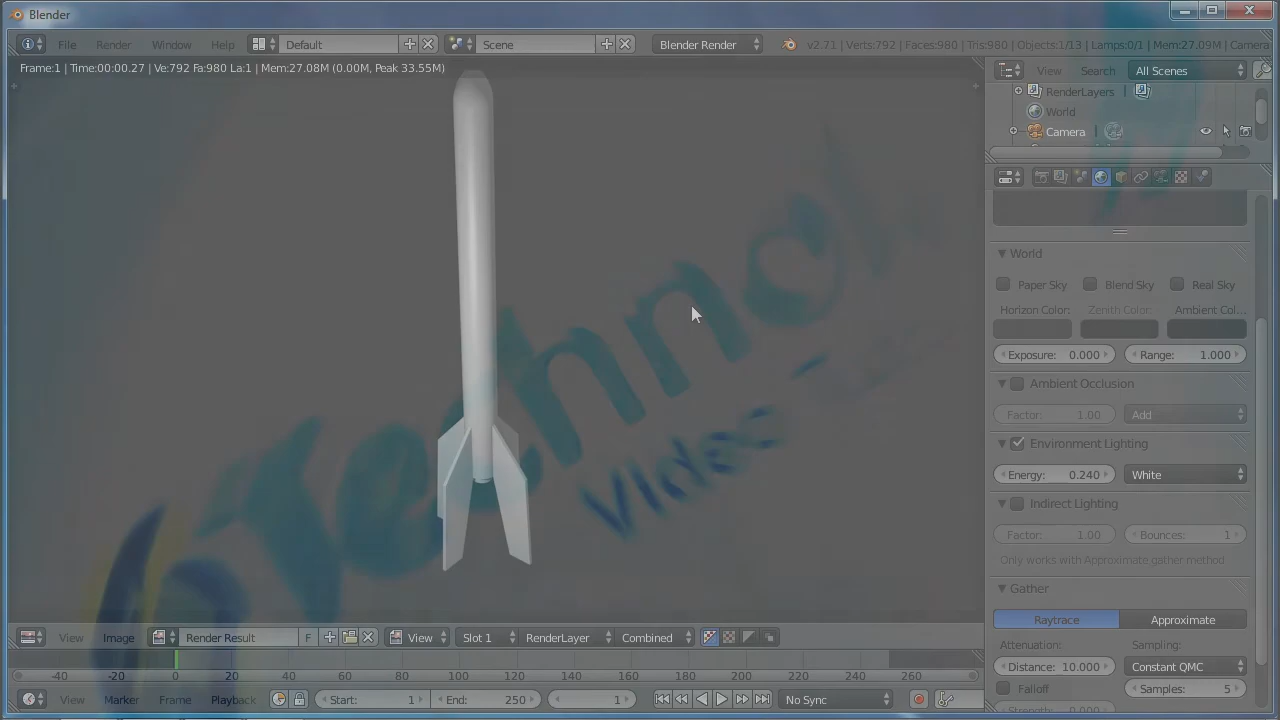 Blender
File Render Window Help Default Scene Blender Render v2.71 | Verts:792 | Faces:980 | Tris:980 | Objects:1/13 | Lamps:0/1 | Mem:27.09M | Camera
Frame:1 | Time:00:00.27 | Ve:792 Fa:980 La:1 | Mem:27.08M (0.00M, Peak 33.55M)
View Search All Scenes
RenderLayers
World
Camera
World
Paper Sky Blend Sky Real Sky
Horizon Color: Zenith Color: Ambient Col...
Exposure: 0.000 Range: 1.000
Ambient Occlusion
Factor: 1.00 Add
Environment Lighting
Energy: 0.240 White
Indirect Lighting
Factor: 1.00 Bounces: 1
Only works with Approximate gather method
Gather
Raytrace Approximate
Attenuation: Sampling:
Distance: 10.000 Constant QMC
Falloff Samples: 5
Strength: 0.000
View Image Render Result F View Slot 1 RenderLayer Combined
-40 -20 0 20 40 60 80 100 120 140 160 180 200 220 240 260
View Marker Frame Playback Start: 1 End: 250 1 No Sync